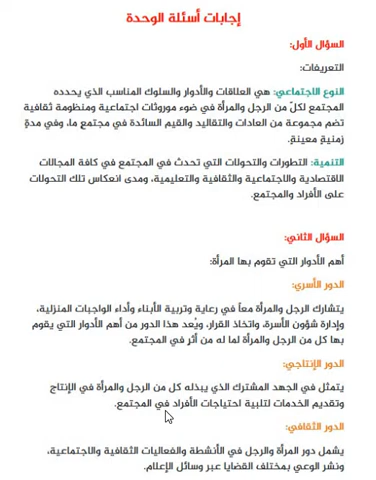 إجابات أسئلة الوحدة
السؤال الأول:
التعريفات:
النوع الاجتماعي: هي العلاقات والأدوار والسلوك المناسب الذي يحدده
المجتمع لكلّ من الرجل والمرأة في ضوء موروثات اجتماعية ومنظومة ثقافية
تضم مجموعة من العادات والتقاليد والقيم السائدة في مجتمع ما، وفي مدةٍ
زمنيةٍ معينةٍ.
التنمية: التطورات والتحولات التي تحدث في المجتمع في كافة المجالات
الاقتصادية والاجتماعية والثقافية والتعليمية، ومدى انعكاس تلك التحولات
على الأفراد والمجتمع.
السؤال الثاني:
أهم الأدوار التي تقوم بها المرأة:
الدور الأسري:
يتشارك الرجل والمرأة معاً في رعاية وتربية الأبناء وأداء الواجبات المنزلية،
وإدارة شؤون الأسرة، واتخاذ القرار، ويُعد هذا الدور من أهم الأدوار التي يقوم
بها كل من الرجل والمرأة لما له من أثر في المجتمع.
الدور الإنتاجي:
يتمثل في الجهد المشترك الذي يبذله كل من الرجل والمرأة في الإنتاج
وتقديم الخدمات لتلبية احتياجات الأفراد في المجتمع.
الدور الثقافي:
يشمل دور المرأة والرجل في الأنشطة والفعاليات الثقافية والاجتماعية،
ونشر الوعي بمختلف القضايا عبر وسائل الإعلام.